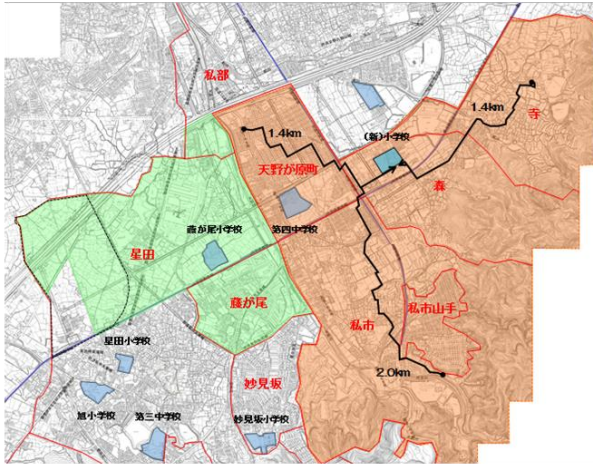 私部
1.4km
寺
1.4km
(新)小学校
天野が原町
森
藤が尾小学校
第四中学校
星田
藤が尾
私市山手
私市
星田小学校
妙見坂
2.0km
旭小学校
第三中学校
妙見坂小学校